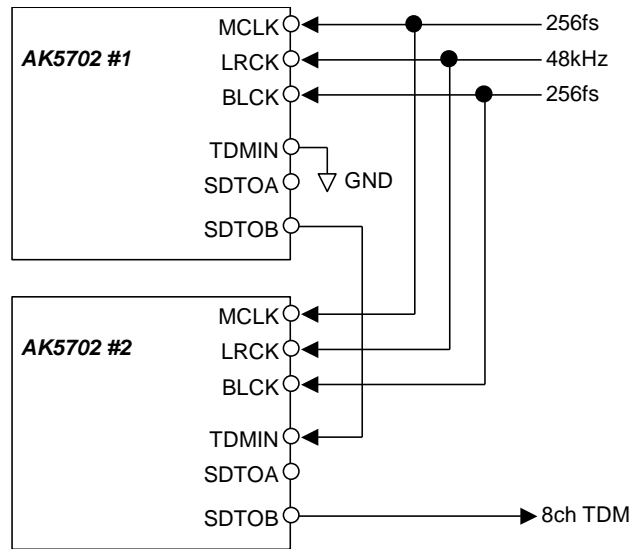 MCLK
256fs
AK5702 #1
LRCK
48kHz
BLCK
256fs
TDMIN
GND
SDTOA
SDTOB
MCLK
AK5702 #2
LRCK
BLCK
TDMIN
SDTOA
SDTOB
8ch TDM